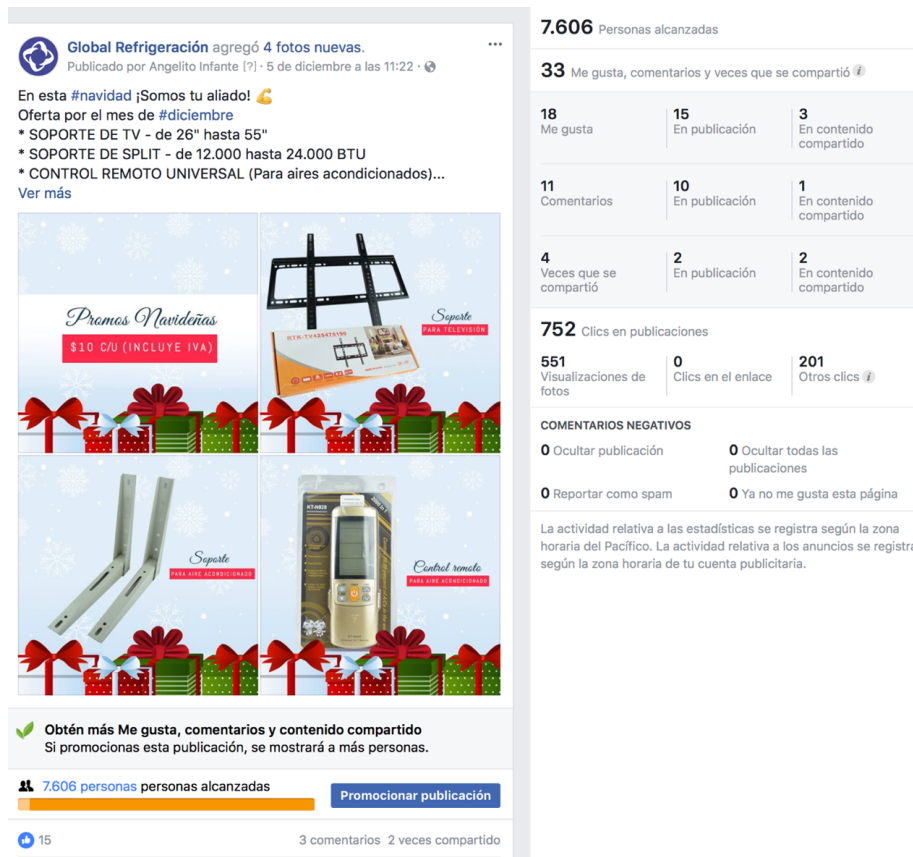 Global Refrigeración agregó 4 fotos nuevas.
Publicado por Angelito Infante [?] · 5 de diciembre a las 11:22 ·
En esta #navidad ¡Somos tu aliado! 💪
Oferta por el mes de #diciembre
* SOPORTE DE TV - de 26" hasta 55"
* SOPORTE DE SPLIT - de 12.000 hasta 24.000 BTU
* CONTROL REMOTO UNIVERSAL (Para aires acondicionados)...
Ver más
Promos Navideñas
$10 C/U (INCLUYE IVA)
Soporte
PARA TELEVISIÓN
Soporte
PARA AIRE ACONDICIONADO
KT-N828
Control remoto
PARA AIRE ACONDICIONADO
Obtén más Me gusta, comentarios y contenido compartido
Si promocionas esta publicación, se mostrará a más personas.
7.606 personas personas alcanzadas
Promocionar publicación
15
3 comentarios 2 veces compartido
7.606 Personas alcanzadas
33 Me gusta, comentarios y veces que se compartió
18
Me gusta
15
En publicación
3
En contenido
compartido
11
Comentarios
10
En publicación
1
En contenido
compartido
4
Veces que se
compartió
2
En publicación
2
En contenido
compartido
752 Clics en publicaciones
551
Visualizaciones de
fotos
0
Clics en el enlace
201
Otros clics
COMENTARIOS NEGATIVOS
0 Ocultar publicación
0 Ocultar todas las
publicaciones
0 Reportar como spam
0 Ya no me gusta esta página
La actividad relativa a las estadísticas se registra según la zona
horaria del Pacífico. La actividad relativa a los anuncios se registra
según la zona horaria de tu cuenta publicitaria.